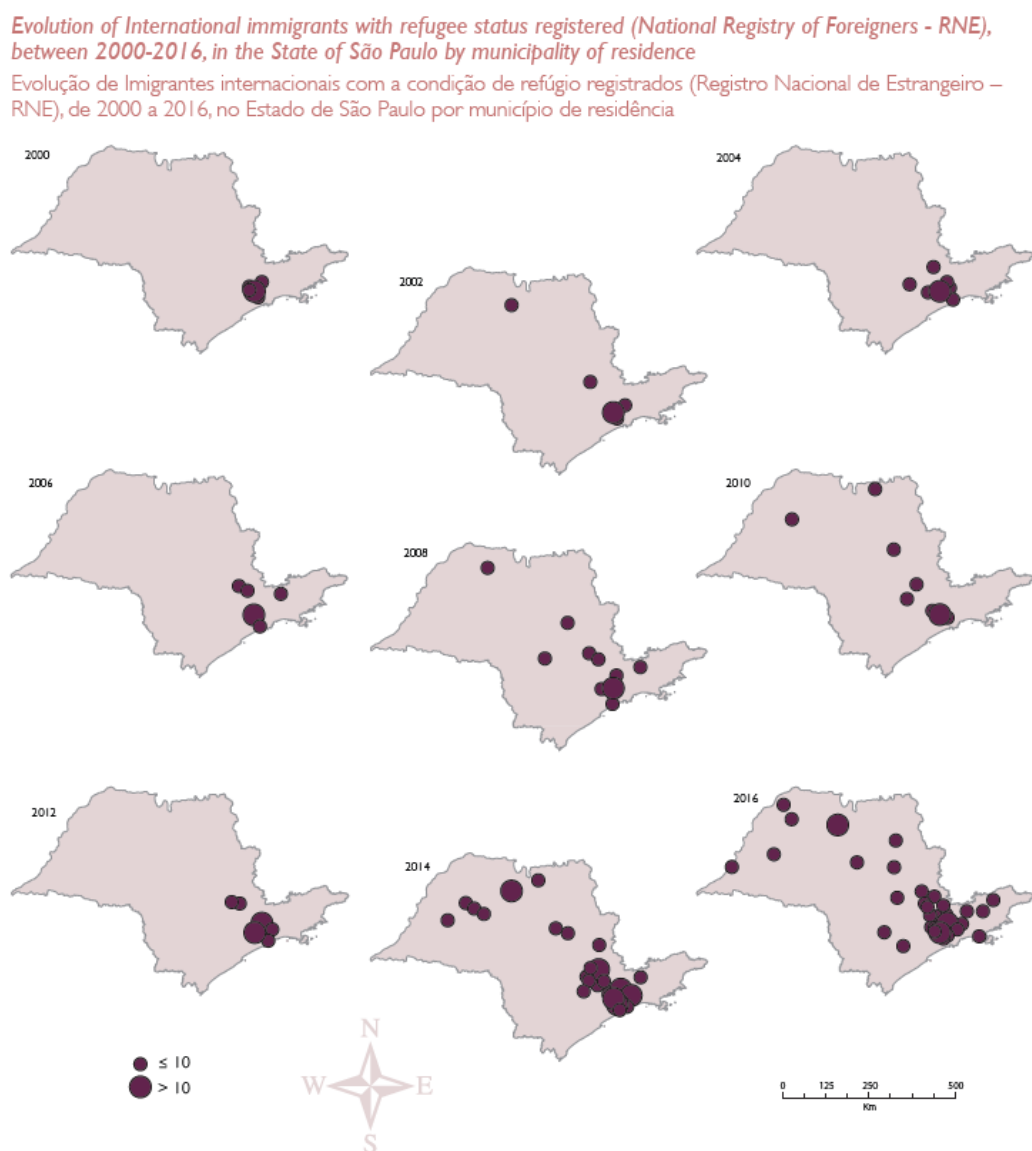 Evolution of International immigrants with refugee status registered (National Registry of Foreigners - RNE),
between 2000-2016, in the State of São Paulo by municipality of residence
Evolução de Imigrantes internacionais com a condição de refúgio registrados (Registro Nacional de Estrangeiro –
RNE), de 2000 a 2016, no Estado de São Paulo por município de residência
2000
2004
2002
2006
2010
2008
2012
2016
2014
N
W E
S
≤ 10
> 10
0 125 250 500
Km